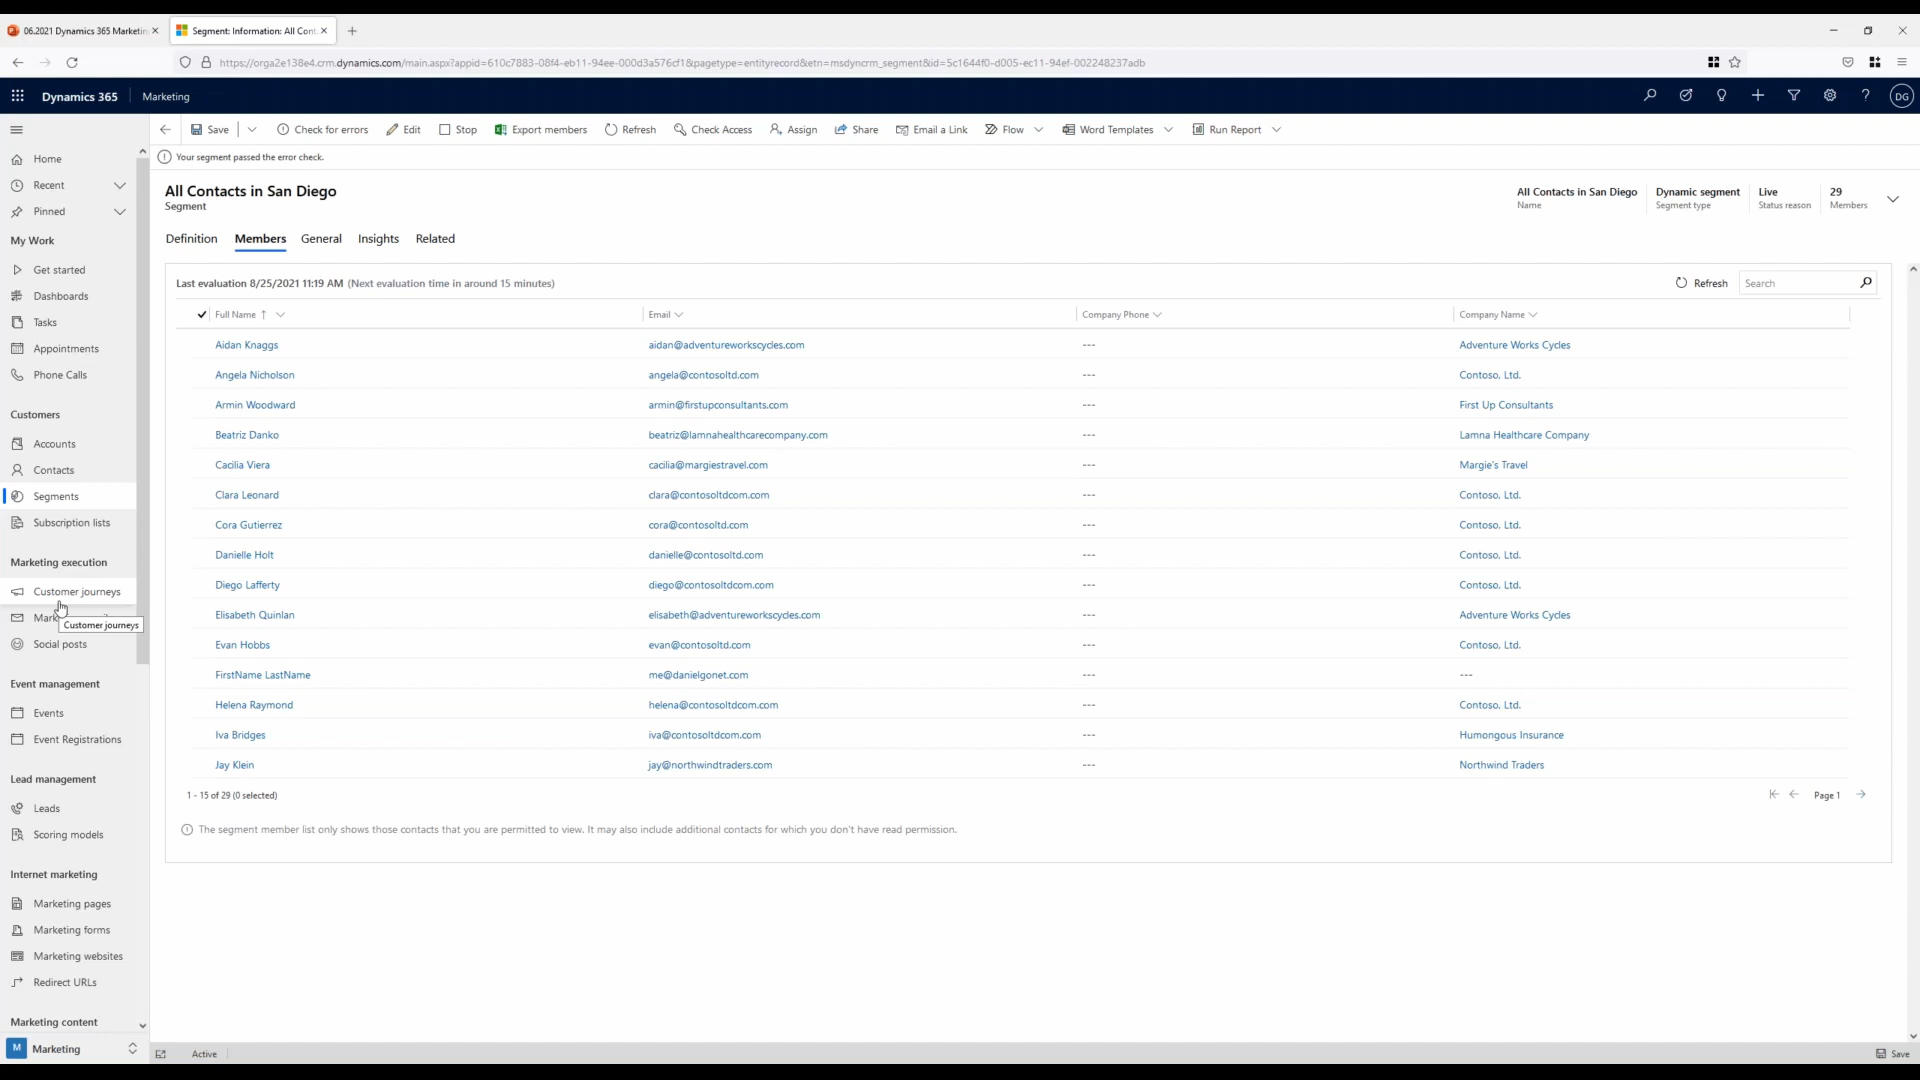 06.2021 Dynamics 365 Marketin
Segment: Information: All Cont
https://orga2e138e4.crm.dynamics.com/main.aspx?appid=610c7883-08f4-eb11-94ee-000d3a576cf1&pagetype=entityrecord&etn=msdyncrm_segment&id=5c1644f0-d005-ec11-94ef-002248237adb
Dynamics 365 Marketing DG
Save Check for errors Edit Stop Export members Refresh Check Access Assign Share Email a Link Flow Word Templates Run Report
Your segment passed the error check.
Home
Recent
Pinned
My Work
Get started
Dashboards
Tasks
Appointments
Phone Calls
Customers
Accounts
Contacts
Segments
Subscription lists
Marketing execution
Customer journeys
Customer journeys
Social posts
Event management
Events
Event Registrations
Lead management
Leads
Scoring models
Internet marketing
Marketing pages
Marketing forms
Marketing websites
Redirect URLs
Marketing content
M Marketing
All Contacts in San Diego
Segment
All Contacts in San Diego Dynamic segment Live 29
Name Segment type Status reason Members
Definition Members General Insights Related
Last evaluation 8/25/2021 11:19 AM (Next evaluation time in around 15 minutes) Refresh Search
Full Name Email Company Phone Company Name
Aidan Knaggs aidan@adventureworkscycles.com --- Adventure Works Cycles
Angela Nicholson angela@contosoltd.com --- Contoso, Ltd.
Armin Woodward armin@firstupconsultants.com --- First Up Consultants
Beatriz Danko beatriz@lamnahealthcarecompany.com --- Lamna Healthcare Company
Cacilia Viera cacilia@margiestravel.com --- Margie's Travel
Clara Leonard clara@contosoltdcom.com --- Contoso, Ltd.
Cora Gutierrez cora@contosoltd.com --- Contoso, Ltd.
Danielle Holt danielle@contosoltd.com --- Contoso, Ltd.
Diego Lafferty diego@contosoltdcom.com --- Contoso, Ltd.
Elisabeth Quinlan elisabeth@adventureworkscycles.com --- Adventure Works Cycles
Evan Hobbs evan@contosoltd.com --- Contoso, Ltd.
FirstName LastName me@danielgonet.com --- ---
Helena Raymond helena@contosoltdcom.com --- Contoso, Ltd.
Iva Bridges iva@contosoltdcom.com --- Humongous Insurance
Jay Klein jay@northwindtraders.com --- Northwind Traders
1 - 15 of 29 (0 selected) Page 1
The segment member list only shows those contacts that you are permitted to view. It may also include additional contacts for which you don't have read permission.
Active Save